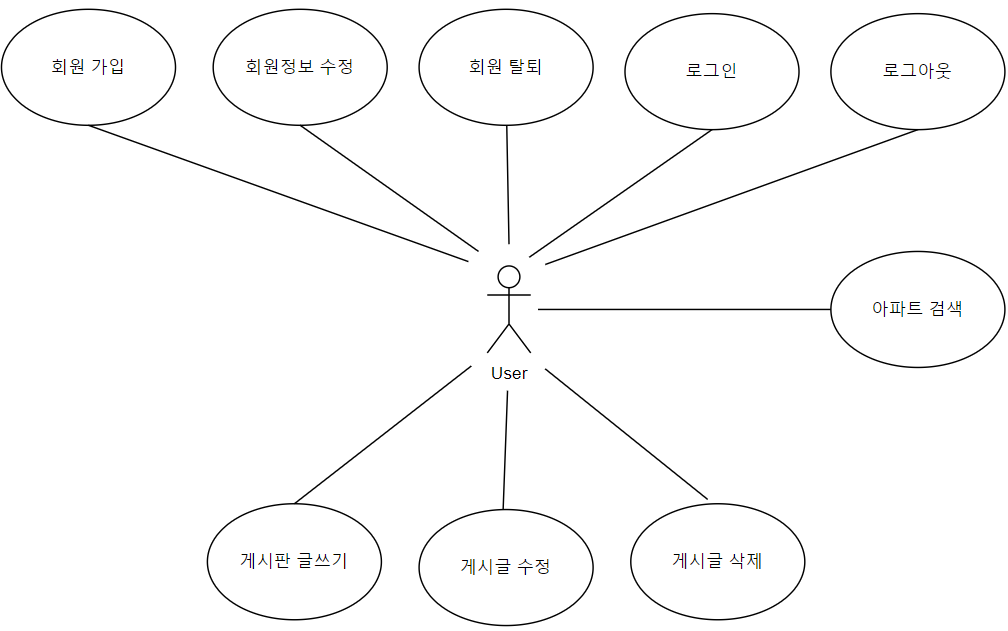 회원 가입
회원정보 수정
회원 탈퇴
로그인
로그아웃
아파트 검색
User
게시판 글쓰기
게시글 수정
게시글 삭제